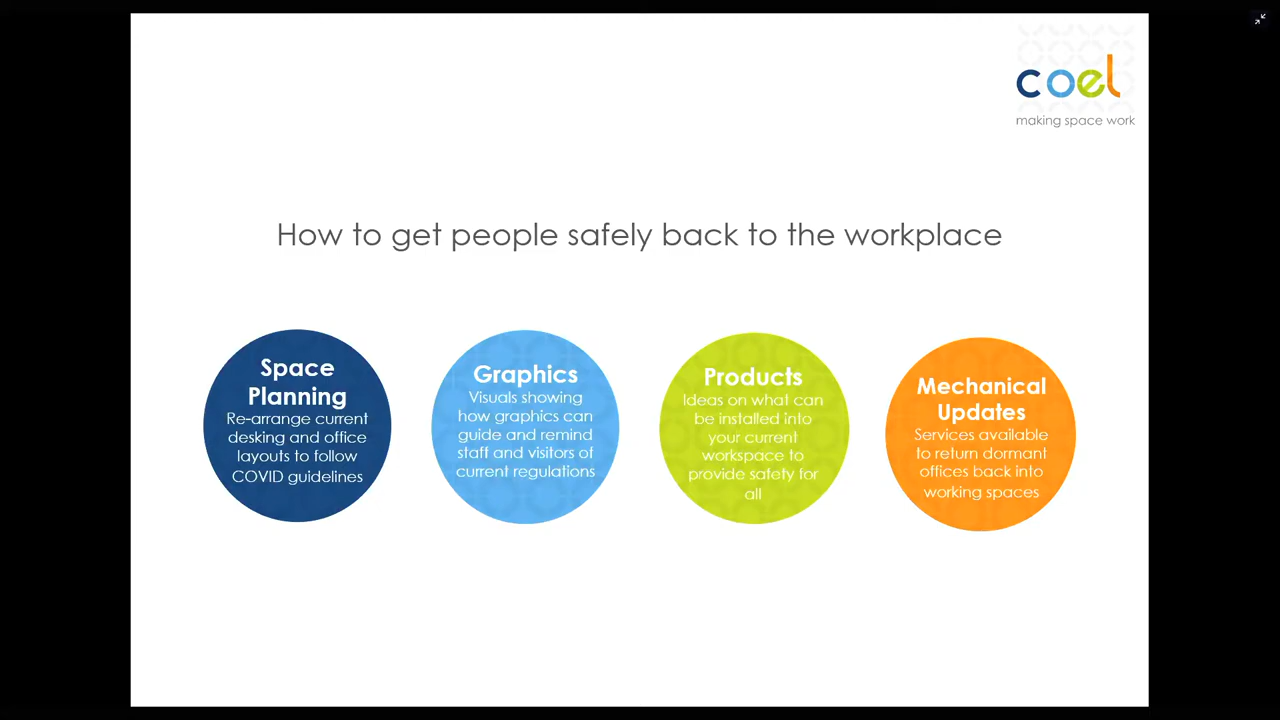 coel
making space work
How to get people safely back to the workplace
Space
Planning
Re-arrange current
desking and office
layouts to follow
COVID guidelines
Graphics
Visuals showing
how graphics can
guide and remind
staff and visitors of
current regulations
Products
Ideas on what can
be installed into
your current
workspace to
provide safety for
all
Mechanical
Updates
Services available
to return dormant
offices back into
working spaces